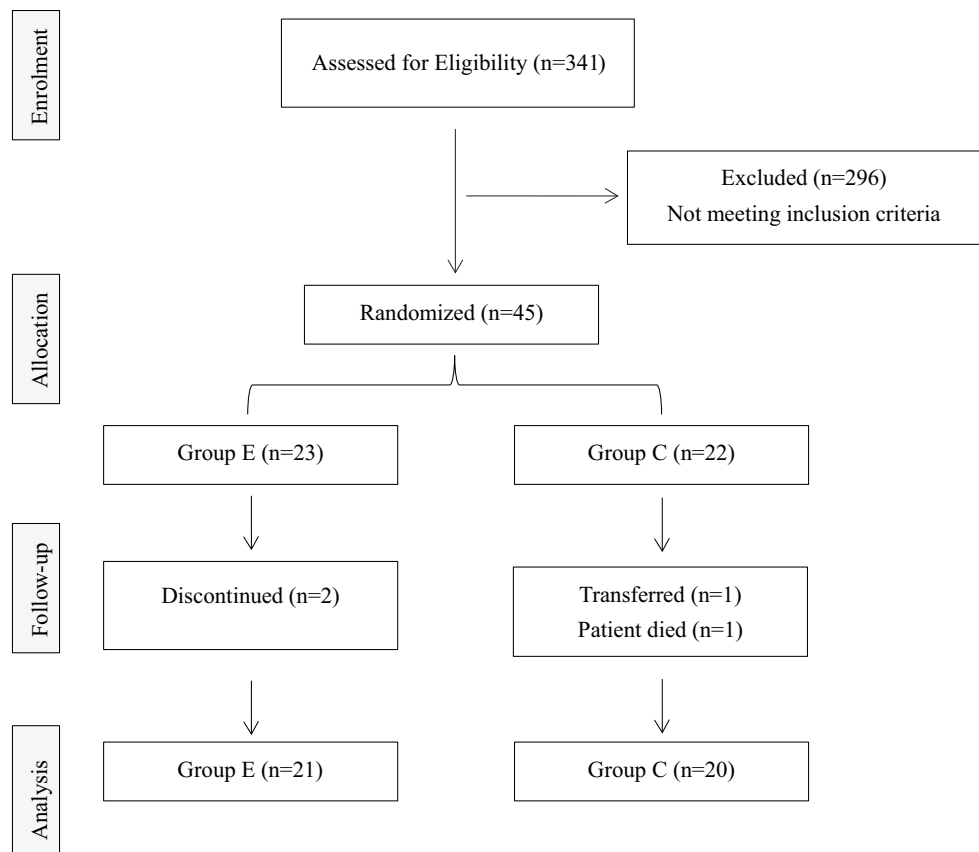 Enrolment
Assessed for Eligibility (n=341)
Excluded (n=296)
Not meeting inclusion criteria
Allocation
Randomized (n=45)
Group E (n=23)
Group C (n=22)
Follow-up
Discontinued (n=2)
Transferred (n=1)
Patient died (n=1)
Analysis
Group E (n=21)
Group C (n=20)